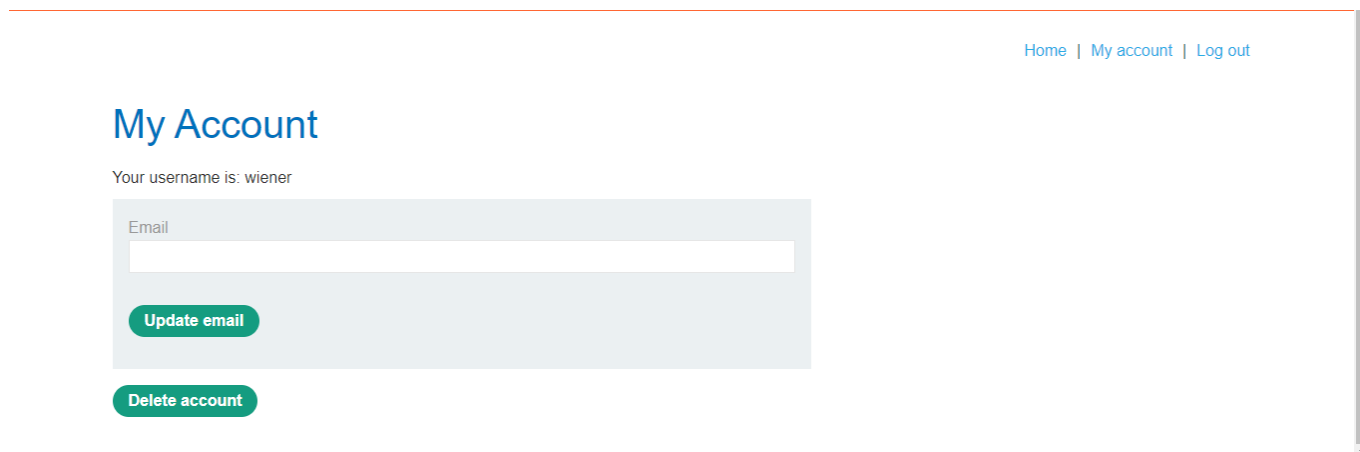 Home | My account | Log out
My Account
Your username is: wiener
Email
Update email
Delete account